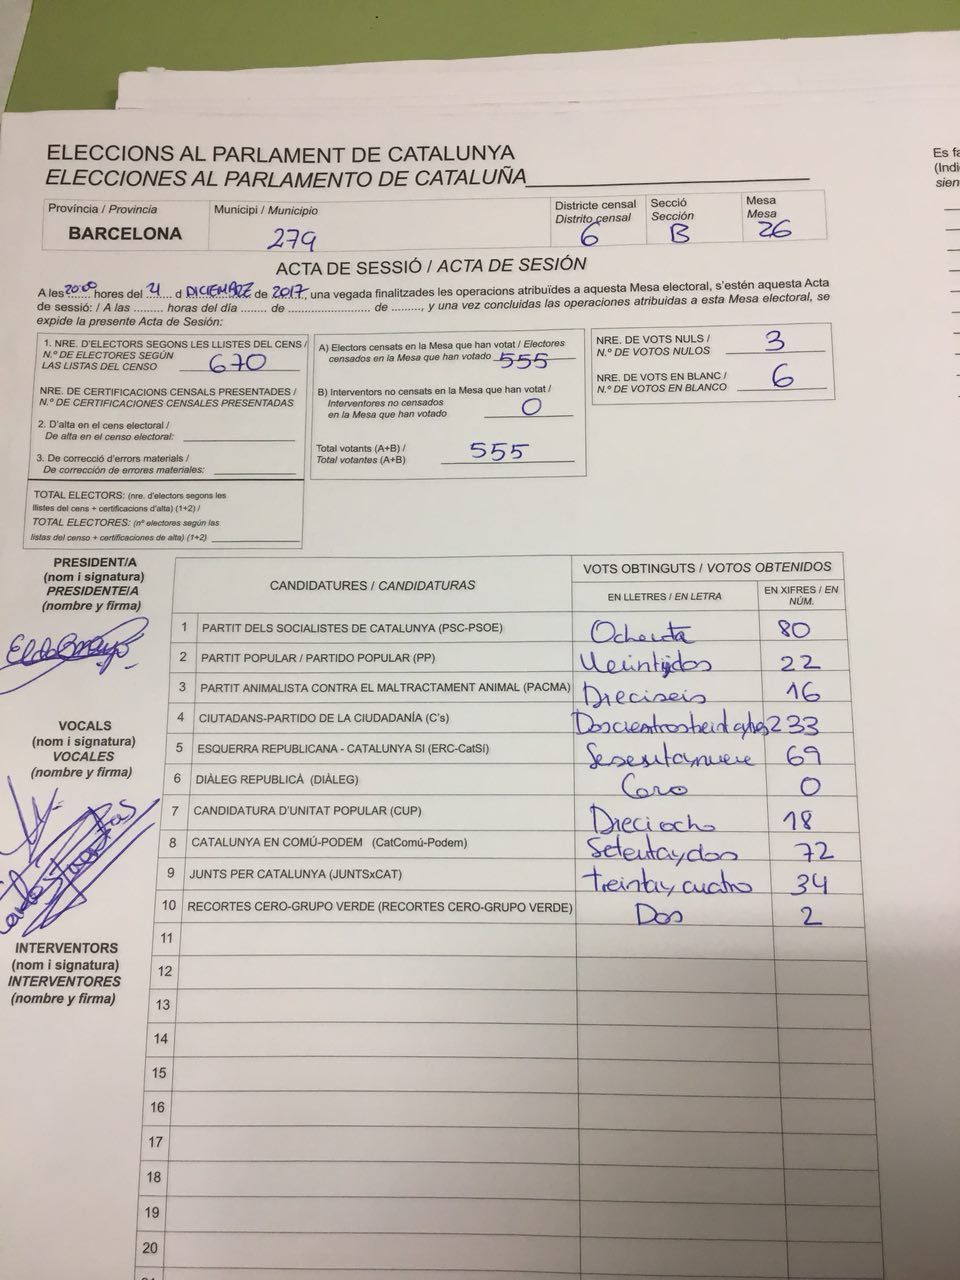 ELECCIONS AL PARLAMENT DE CATALUNYA
ELECCIONES AL PARLAMENTO DE CATALUÑA
Es fa
(Indi
sien
Província / Provincia
BARCELONA
Municipi / Municipio
279
Districte censal
Distrito censal
6
Secció
Sección
B
Mesa
Mesa
26
ACTA DE SESSIÓ / ACTA DE SESIÓN
A les 20:00 hores del 21 d DICIEMBRE de 2017, una vegada finalitzades les operacions atribuïdes a aquesta Mesa electoral, s'estén aquesta Acta
de sessió: / A las ......... horas del día ........ de ........................ de ........, y una vez concluidas las operaciones atribuidas a esta Mesa electoral, se
expide la presente Acta de Sesión:
1. NRE. D'ELECTORS SEGONS LES LLISTES DEL CENS /
N.º DE ELECTORES SEGÚN
LAS LISTAS DEL CENSO 670
NRE. DE CERTIFICACIONS CENSALS PRESENTADES /
N.º DE CERTIFICACIONES CENSALES PRESENTADAS
2. D'alta en el cens electoral /
De alta en el censo electoral:
3. De correcció d'errors materials /
De corrección de errores materiales:
TOTAL ELECTORS: (nre. d'electors segons les
llistes del cens + certificacions d'alta) (1+2) /
TOTAL ELECTORES: (nº electores según las
listas del censo + certificaciones de alta) (1+2)
A) Electors censats en la Mesa que han votat / Electores
censados en la Mesa que han votado 555
B) Interventors no censats en la Mesa que han votat /
Interventores no censados
en la Mesa que han votado 0
Total votants (A+B) /
Total votantes (A+B) 555
NRE. DE VOTS NULS /
N.º DE VOTOS NULOS 3
NRE. DE VOTS EN BLANC /
N.º DE VOTOS EN BLANCO 6
PRESIDENT/A
(nom i signatura)
PRESIDENTE/A
(nombre y firma)
VOCALS
(nom i signatura)
VOCALES
(nombre y firma)
INTERVENTORS
(nom i signatura)
INTERVENTORES
(nombre y firma)
CANDIDATURES / CANDIDATURAS
VOTS OBTINGUTS / VOTOS OBTENIDOS
EN LLETRES / EN LETRA
EN XIFRES / EN
NÚM.
1 PARTIT DELS SOCIALISTES DE CATALUNYA (PSC-PSOE) Ochenta 80
2 PARTIT POPULAR / PARTIDO POPULAR (PP) Veintidos 22
3 PARTIT ANIMALISTA CONTRA EL MALTRACTAMENT ANIMAL (PACMA) Dieciseis 16
4 CIUTADANS-PARTIDO DE LA CIUDADANÍA (C's) 233
5 ESQUERRA REPUBLICANA - CATALUNYA SÍ (ERC-CatSí) Sesentaynueve 69
6 DIÀLEG REPUBLICÀ (DIÀLEG) Cero 0
7 CANDIDATURA D'UNITAT POPULAR (CUP) Dieciocho 18
8 CATALUNYA EN COMÚ-PODEM (CatComú-Podem) Setentaydos 72
9 JUNTS PER CATALUNYA (JUNTSxCAT) treinta y cuatro 34
10 RECORTES CERO-GRUPO VERDE (RECORTES CERO-GRUPO VERDE) Dos 2
11
12
13
14
15
16
17
18
19
20